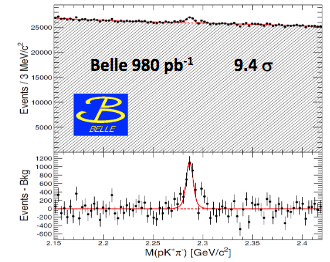 Events / 3 MeV/c²
25000
20000
15000
10000
5000
Belle 980 pb⁻¹ 9.4 σ
B
BELLE
Events - Bkg
1200
1000
800
600
400
200
0
-200
-400
2.15 2.2 2.25 2.3 2.35 2.4
M(pK⁺π⁻) [GeV/c²]